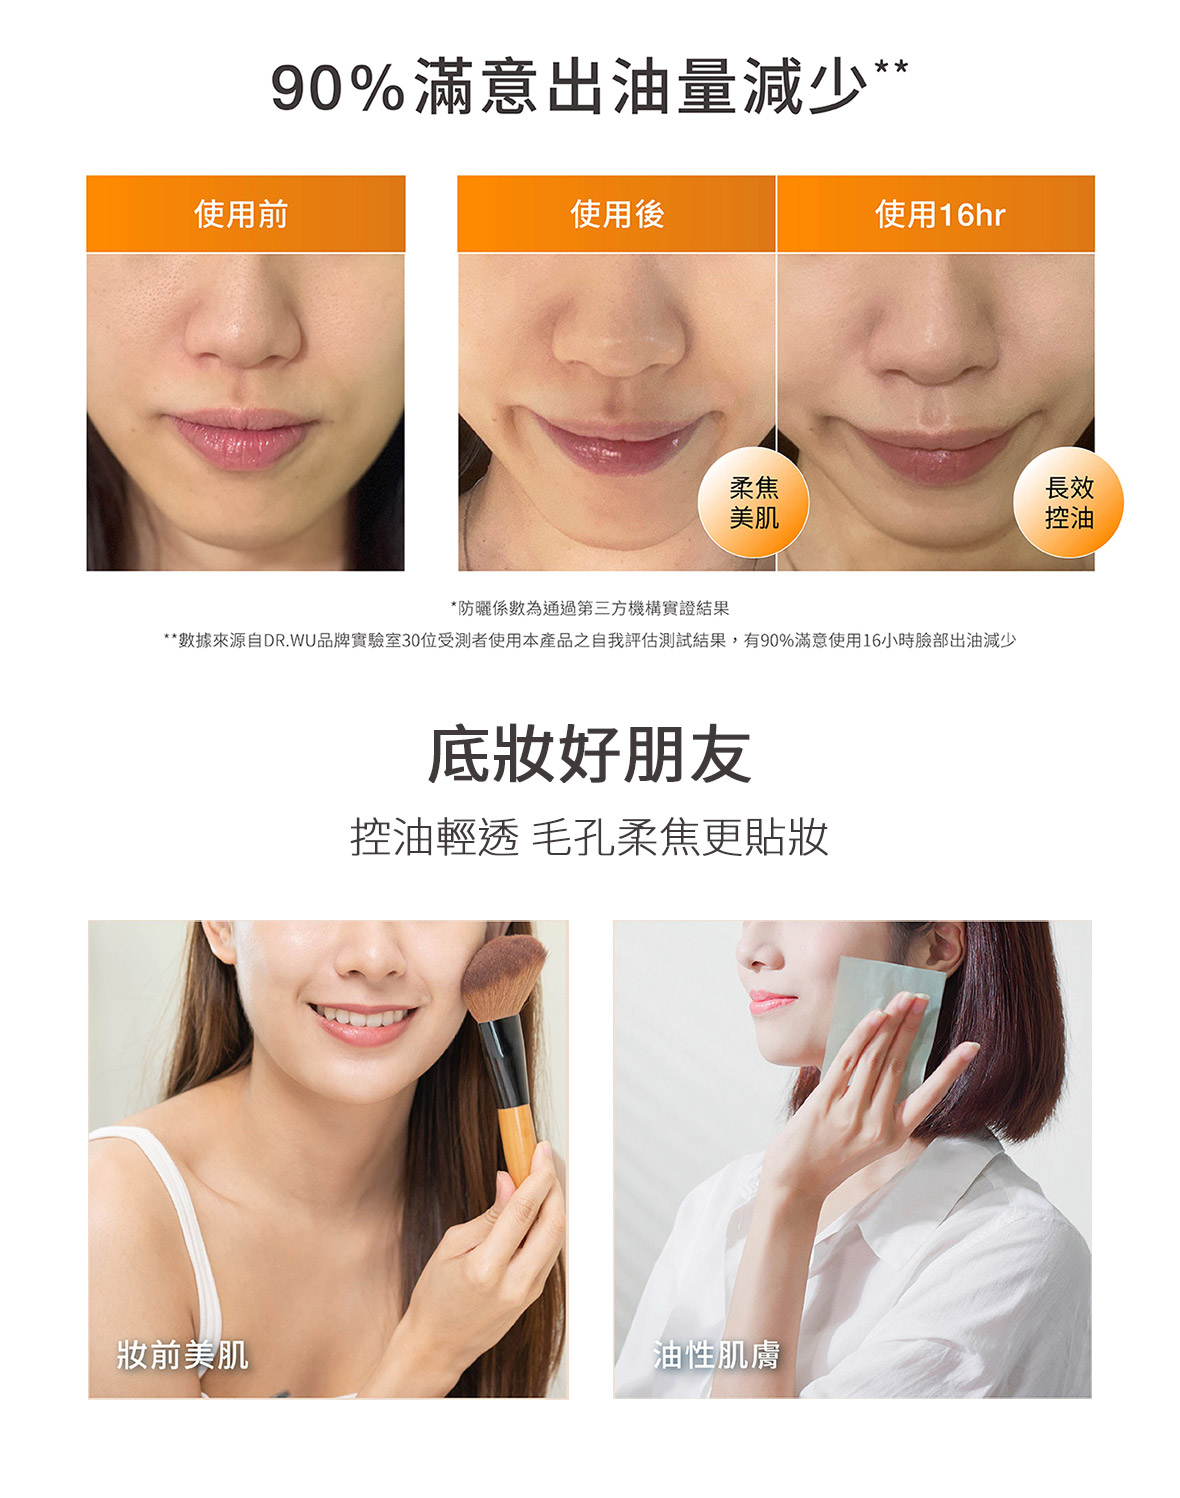 90%滿意出油量減少**
使用前
使用後
使用16hr
柔焦
美肌
長效
控油
*防曬係數為通過第三方機構實證結果
**數據來源自DR.WU品牌實驗室30位受測者使用本產品之自我評估測試結果，有90%滿意使用16小時臉部出油減少
底妝好朋友
控油輕透 毛孔柔焦更貼妝
妝前美肌
油性肌膚